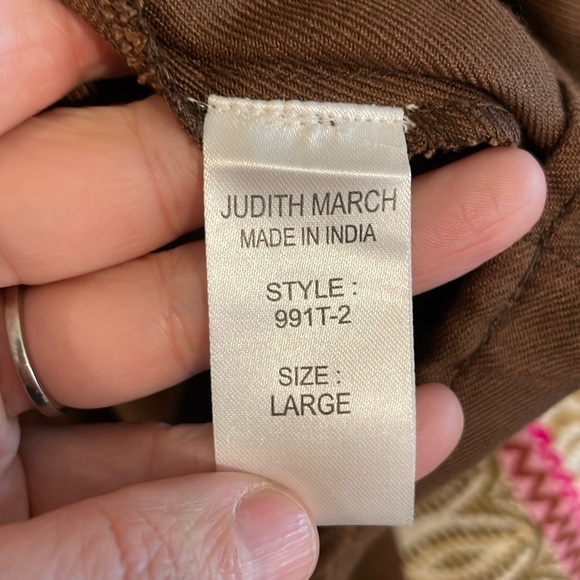 JUDITH MARCH
MADE IN INDIA
STYLE :
991T-2
SIZE :
LARGE